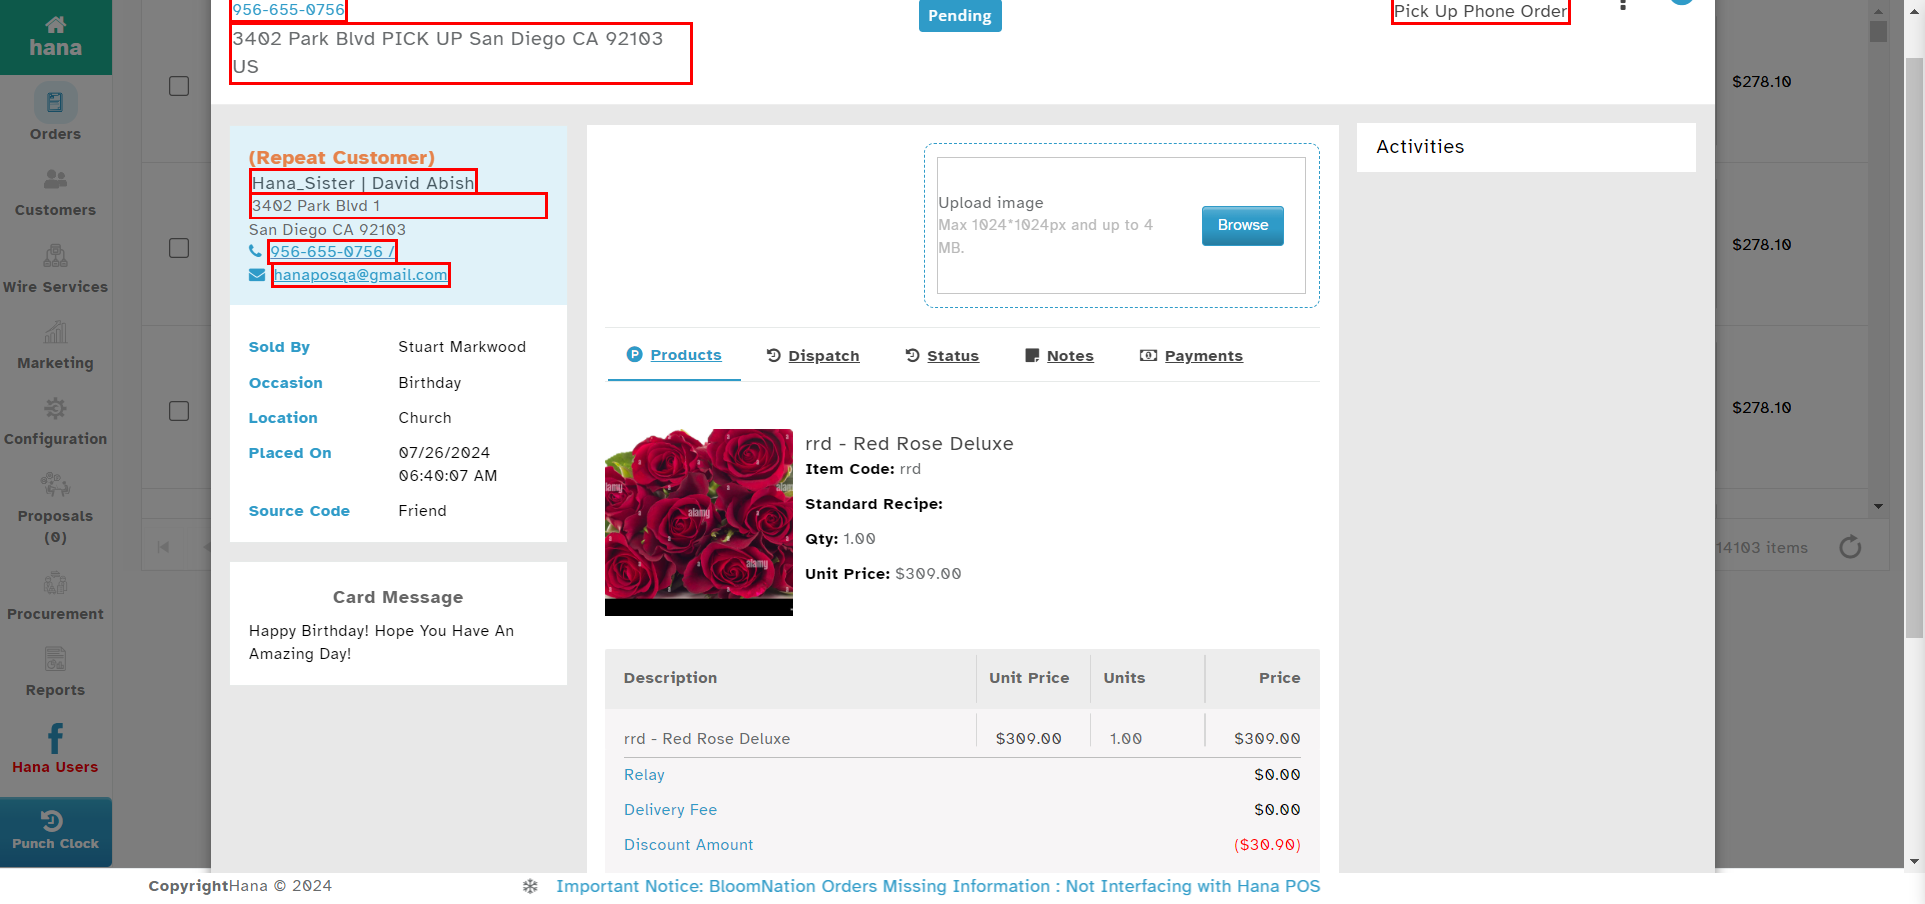 hana
Orders
Customers
Wire Services
Marketing
Configuration
Proposals
(0)
Procurement
Reports
Hana Users
Punch Clock
956-655-0756
3402 Park Blvd PICK UP San Diego CA 92103
US
Pending
Pick Up Phone Order
$278.10
$278.10
$278.10
14103 items
(Repeat Customer)
Hana_Sister | David Abish
3402 Park Blvd 1
San Diego CA 92103
956-655-0756 /
hanaposqa@gmail.com
Sold By Stuart Markwood
Occasion Birthday
Location Church
Placed On 07/26/2024
06:40:07 AM
Source Code Friend
Card Message
Happy Birthday! Hope You Have An
Amazing Day!
Upload image
Max 1024*1024px and up to 4
MB.
Browse
Products Dispatch Status Notes Payments
alamy
alamy
alamy
alamy
rrd - Red Rose Deluxe
Item Code: rrd
Standard Recipe:
Qty: 1.00
Unit Price: $309.00
Description Unit Price Units Price
rrd - Red Rose Deluxe $309.00 1.00 $309.00
Relay $0.00
Delivery Fee $0.00
Discount Amount ($30.90)
Activities
CopyrightHana © 2024
Important Notice: BloomNation Orders Missing Information : Not Interfacing with Hana POS